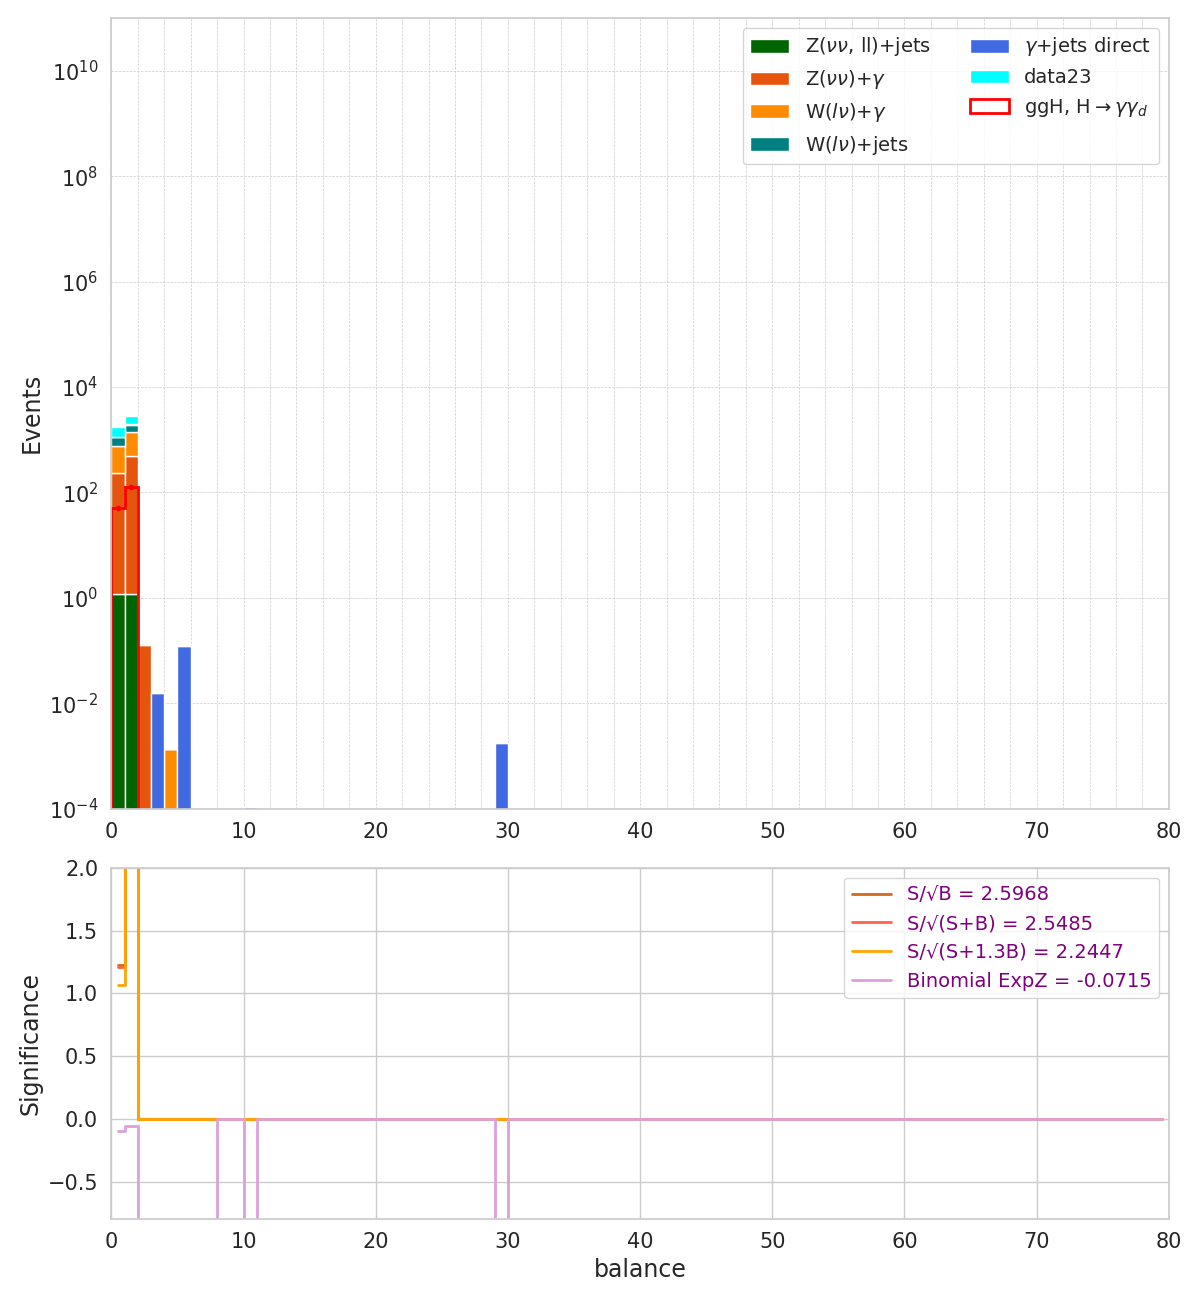 Z(νν, ll)+jets
Z(νν)+γ
W(lν)+γ
W(lν)+jets
γ+jets direct
data23
ggH, H→γγ_d
Events
10^10
10^8
10^6
10^4
10^2
10^0
10^−2
10^−4
0 10 20 30 40 50 60 70 80
S/√B = 2.5968
S/√(S+B) = 2.5485
S/√(S+1.3B) = 2.2447
Binomial ExpZ = -0.0715
Significance
2.0
1.5
1.0
0.5
0.0
−0.5
0 10 20 30 40 50 60 70 80
balance